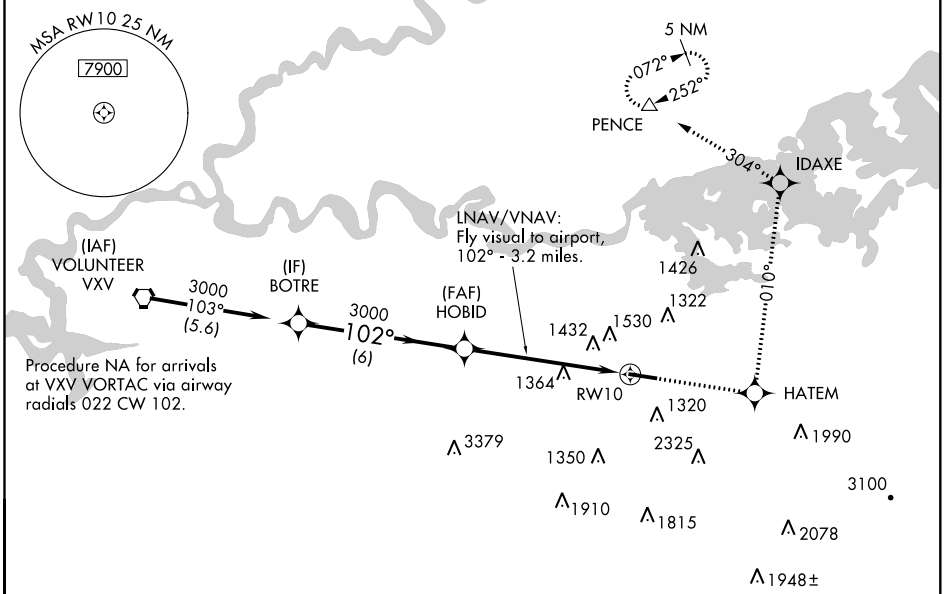 MSA RW10 25 NM
7900
5 NM
072°
252°
PENCE
304°
IDAXE
010°
LNAV/VNAV:
Fly visual to airport,
102° - 3.2 miles.
(IAF)
VOLUNTEER
VXV
3000
103°
(5.6)
(IF)
BOTRE
3000
102°
(6)
(FAF)
HOBID
1426
1322
1530
1432
1364
RW10
HATEM
Procedure NA for arrivals
at VXV VORTAC via airway
radials 022 CW 102.
1320
1990
3379
1350
2325
3100
1910
1815
2078
1948±